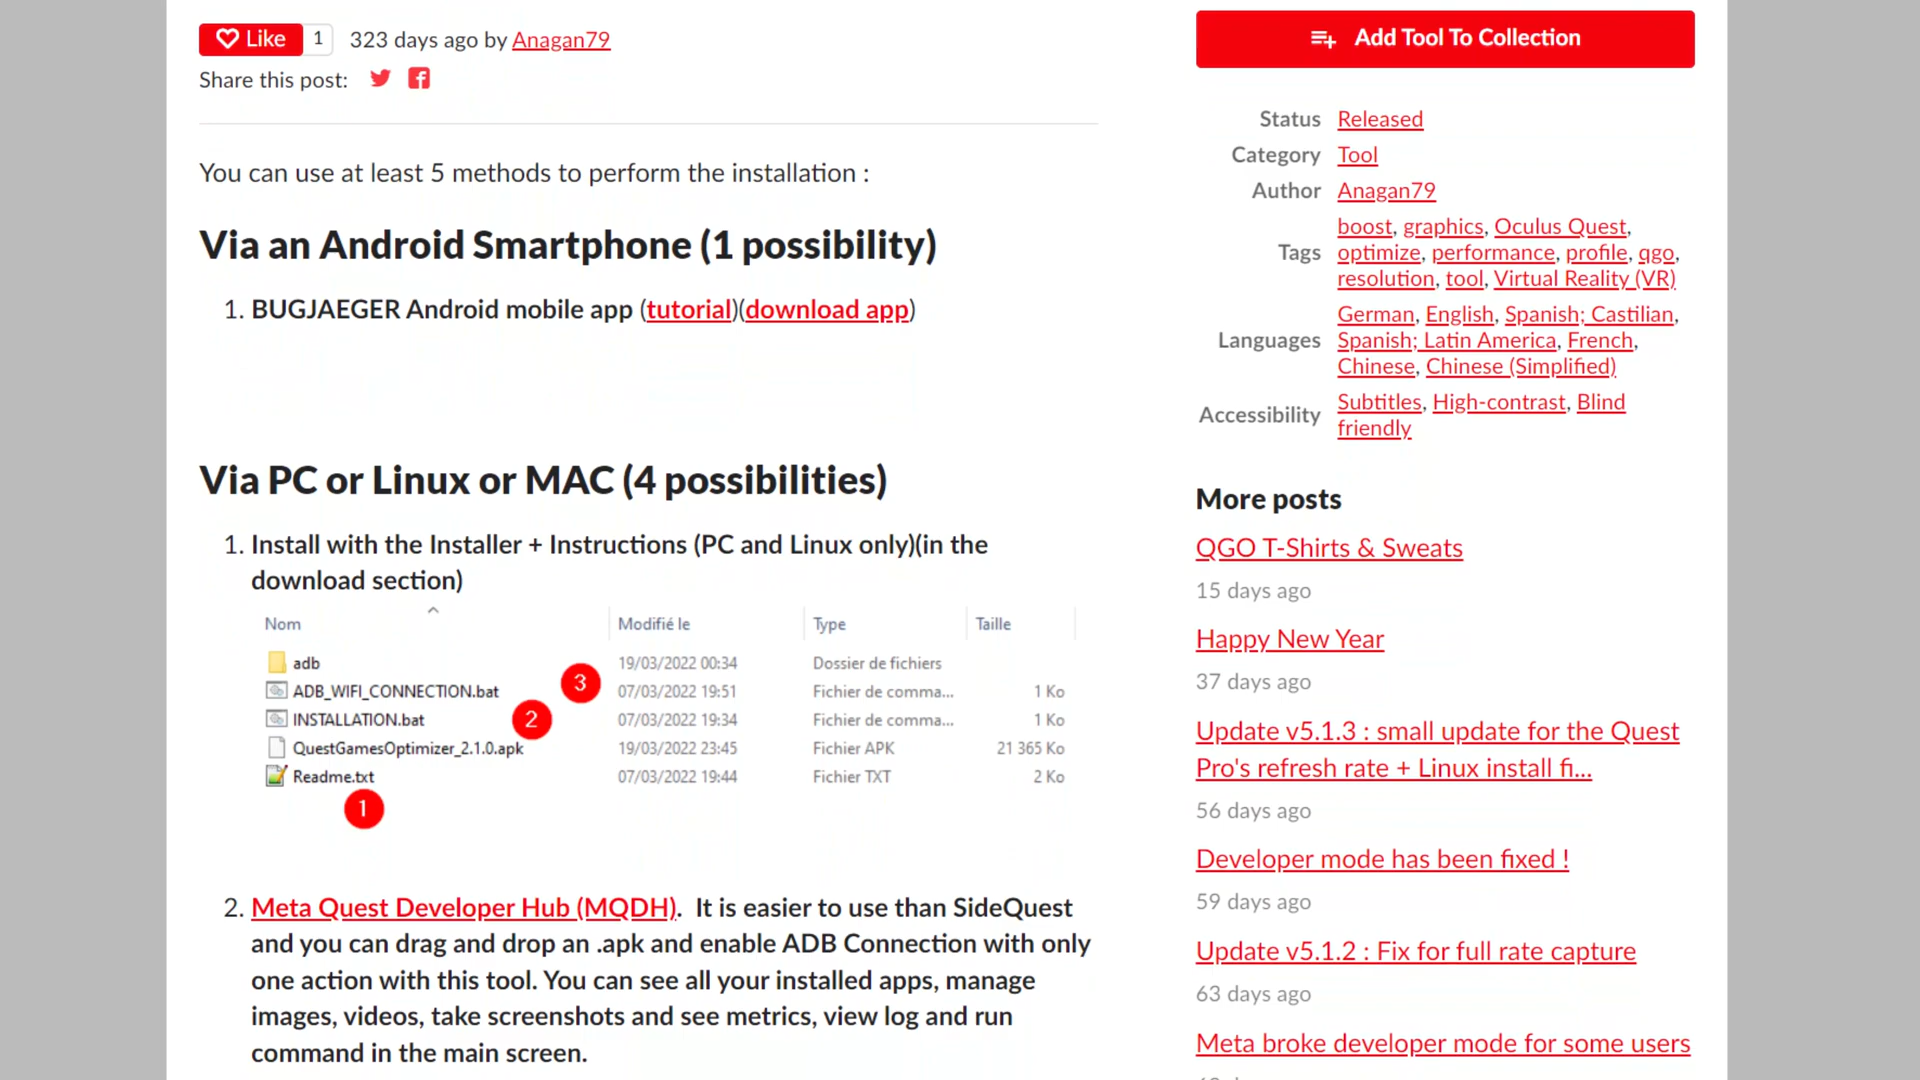 Like 1 323 days ago by Anagan79
Share this post:
You can use at least 5 methods to perform the installation :
Via an Android Smartphone (1 possibility)
1. BUGJAEGER Android mobile app (tutorial)(download app)
Via PC or Linux or MAC (4 possibilities)
1. Install with the Installer + Instructions (PC and Linux only)(in the
download section)
Nom Modifié le Type Taille
adb 19/03/2022 00:34 Dossier de fichiers
ADB_WIFI_CONNECTION.bat 3 07/03/2022 19:51 Fichier de comma... 1 Ko
INSTALLATION.bat 2 07/03/2022 19:34 Fichier de comma... 1 Ko
QuestGamesOptimizer_2.1.0.apk 19/03/2022 23:45 Fichier APK 21 365 Ko
Readme.txt 07/03/2022 19:44 Fichier TXT 2 Ko
1
2. Meta Quest Developer Hub (MQDH). It is easier to use than SideQuest
and you can drag and drop an .apk and enable ADB Connection with only
one action with this tool. You can see all your installed apps, manage
images, videos, take screenshots and see metrics, view log and run
command in the main screen.
Add Tool To Collection
Status Released
Category Tool
Author Anagan79
Tags boost, graphics, Oculus Quest,
optimize, performance, profile, qgo,
resolution, tool, Virtual Reality (VR)
Languages German, English, Spanish; Castilian,
Spanish; Latin America, French,
Chinese, Chinese (Simplified)
Accessibility Subtitles, High-contrast, Blind
friendly
More posts
QGO T-Shirts & Sweats
15 days ago
Happy New Year
37 days ago
Update v5.1.3 : small update for the Quest
Pro's refresh rate + Linux install fi...
56 days ago
Developer mode has been fixed !
59 days ago
Update v5.1.2 : Fix for full rate capture
63 days ago
Meta broke developer mode for some users